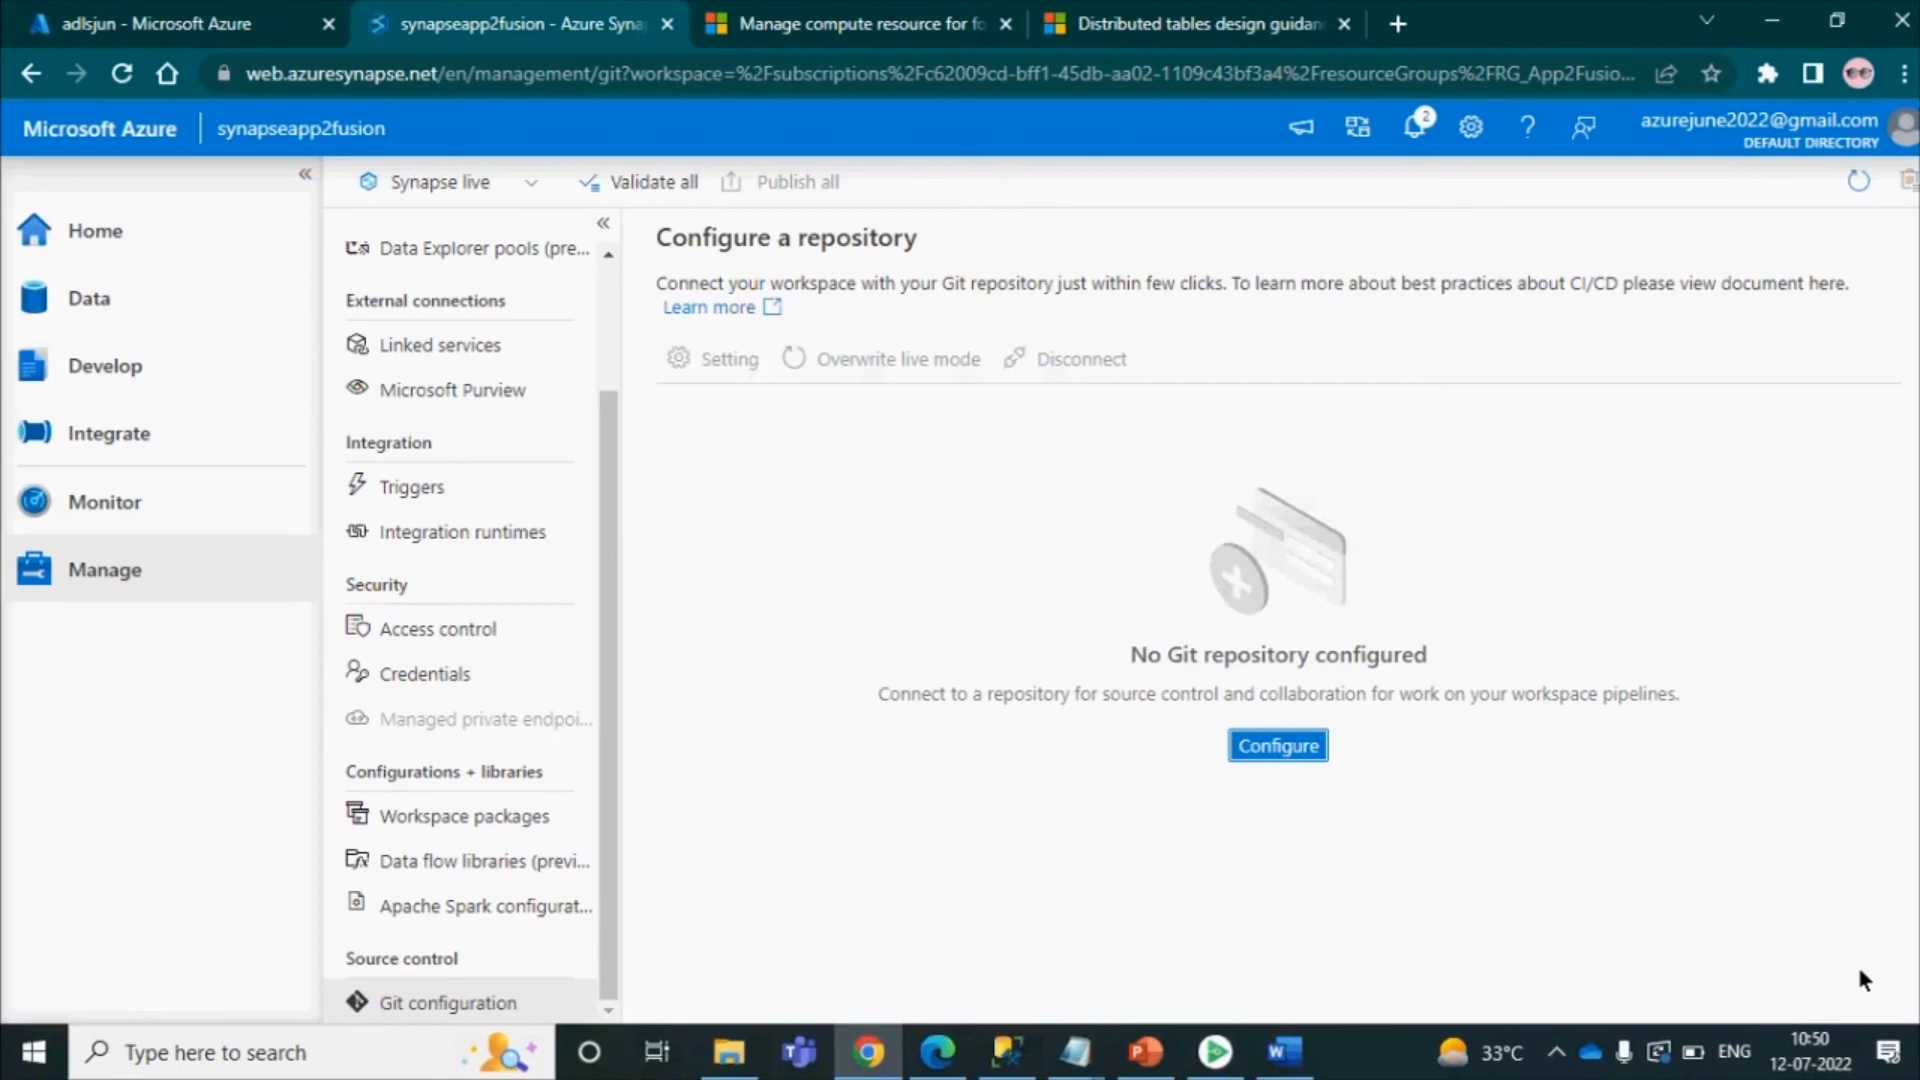 adlsjun - Microsoft Azure
synapseapp2fusion - Azure Syna
Manage compute resource for fo
Distributed tables design guidan
web.azuresynapse.net/en/management/git?workspace=%2Fsubscriptions%2Fc62009cd-bff1-45db-aa02-1109c43bf3a4%2FresourceGroups%2FRG_App2Fusio...
Microsoft Azure
synapseapp2fusion
2
azurejune2022@gmail.com
DEFAULT DIRECTORY
Synapse live
Validate all
Publish all
Home
Data
Develop
Integrate
Monitor
Manage
Data Explorer pools (pre...
External connections
Linked services
Microsoft Purview
Integration
Triggers
Integration runtimes
Security
Access control
Credentials
Managed private endpoi...
Configurations + libraries
Workspace packages
Data flow libraries (previ...
Apache Spark configurat...
Source control
Git configuration
Configure a repository
Connect your workspace with your Git repository just within few clicks. To learn more about best practices about CI/CD please view document here.
Learn more
Setting
Overwrite live mode
Disconnect
No Git repository configured
Connect to a repository for source control and collaboration for work on your workspace pipelines.
Configure
Type here to search
33°C
ENG
10:50
12-07-2022